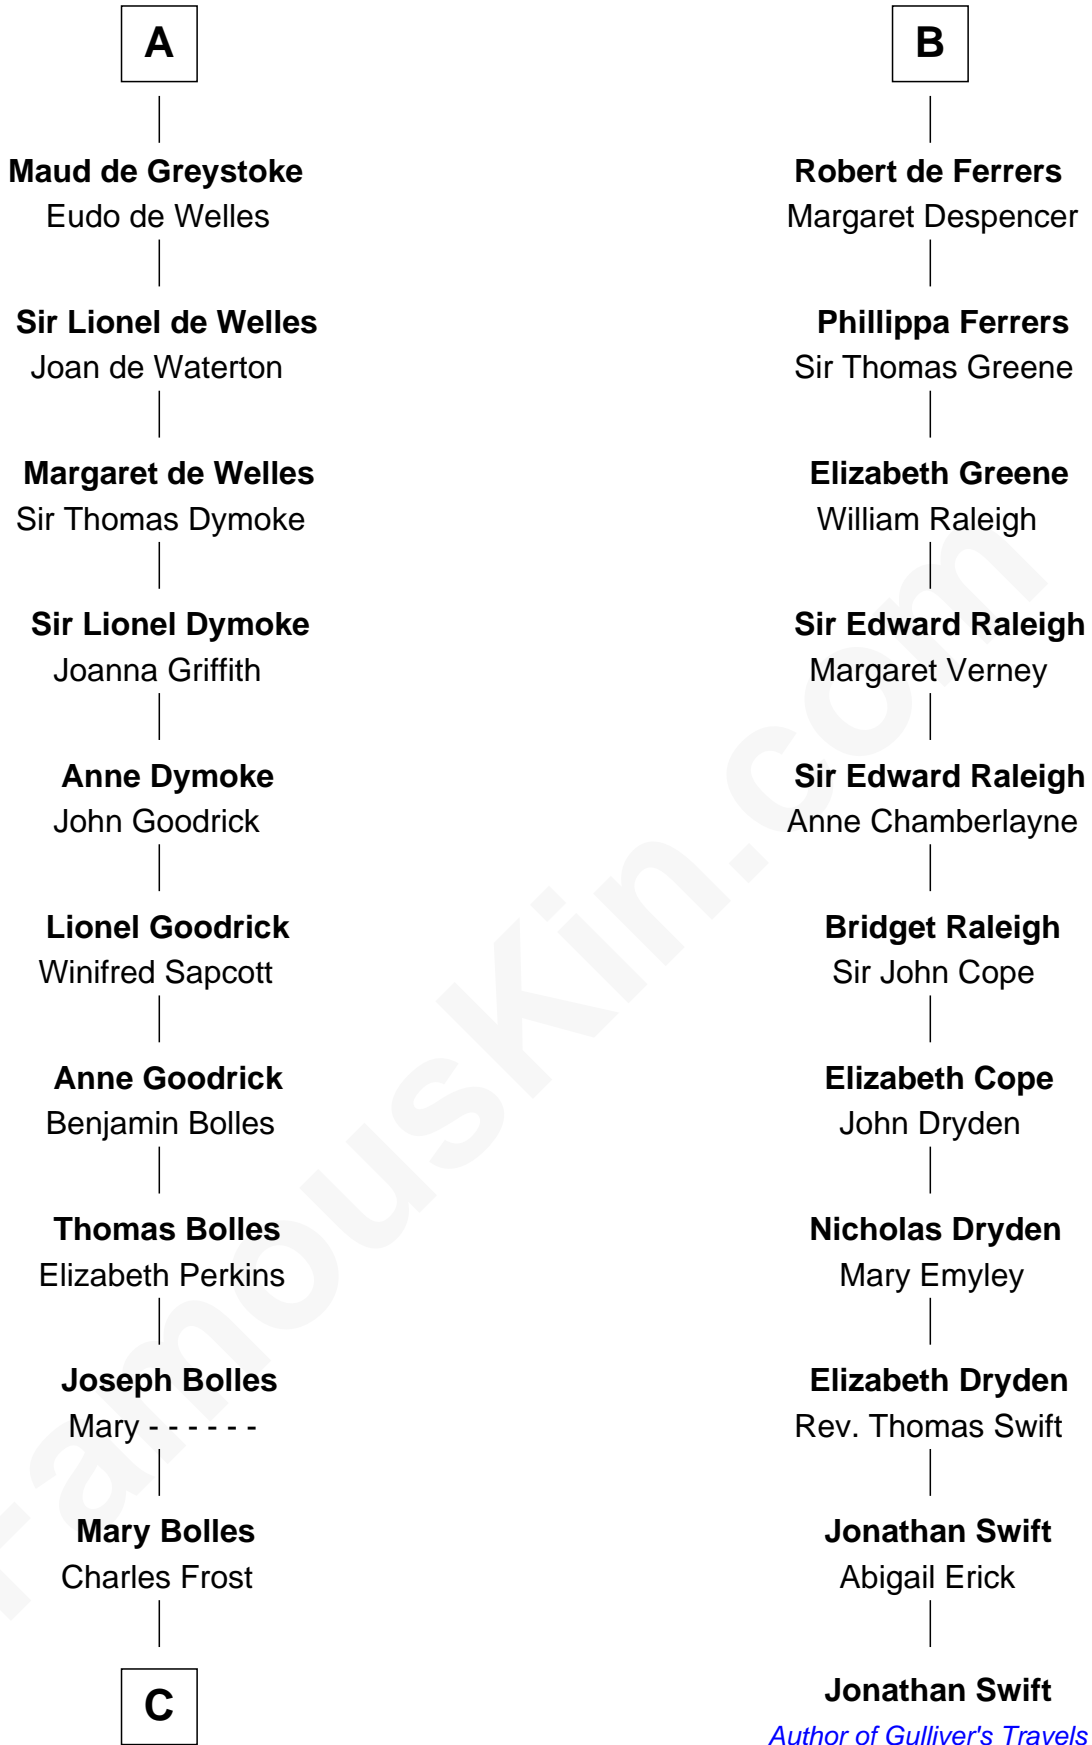 A
Maud de Greystoke
Eudo de Welles
Sir Lionel de Welles
Joan de Waterton
Margaret de Welles
Sir Thomas Dymoke
Sir Lionel Dymoke
Joanna Griffith
Anne Dymoke
John Goodrick
Lionel Goodrick
Winifred Sapcott
Anne Goodrick
Benjamin Bolles
Thomas Bolles
Elizabeth Perkins
Joseph Bolles
Mary - - - - - -
Mary Bolles
Charles Frost
C
B
Robert de Ferrers
Margaret Despencer
Phillippa Ferrers
Sir Thomas Greene
Elizabeth Greene
William Raleigh
Sir Edward Raleigh
Margaret Verney
Sir Edward Raleigh
Anne Chamberlayne
Bridget Raleigh
Sir John Cope
Elizabeth Cope
John Dryden
Nicholas Dryden
Mary Emyley
Elizabeth Dryden
Rev. Thomas Swift
Jonathan Swift
Abigail Erick
Jonathan Swift
Author of Gulliver's Travels
FamousKin.com